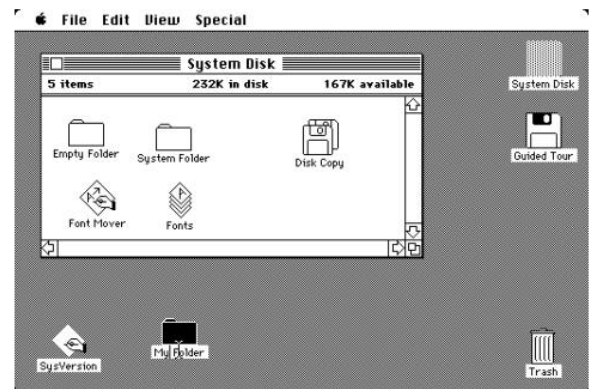 File Edit View Special
System Disk
5 items 232K in disk 167K available
System Disk
Empty Folder System Folder Disk Copy
Guided Tour
Font Mover Fonts
SysVersion My Folder Trash